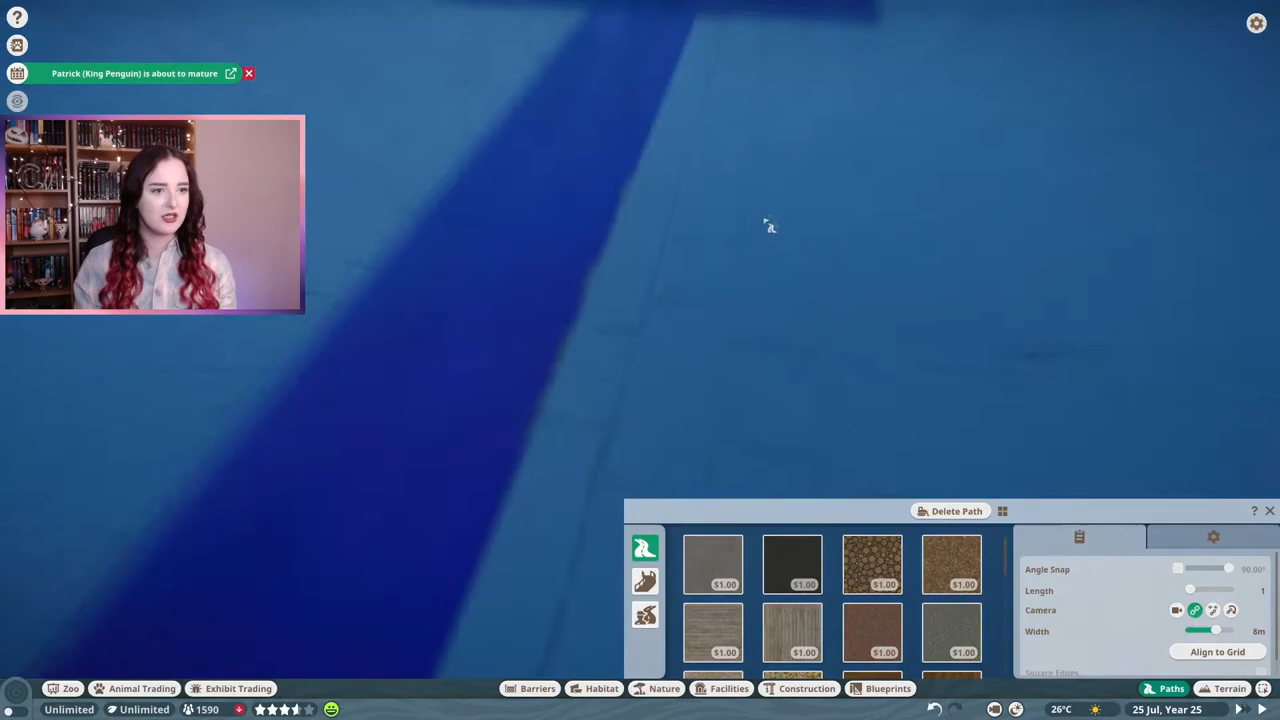 ?
Patrick (King Penguin) is about to mature
Delete Path
?
$1.00 $1.00 $1.00 $1.00
$1.00 $1.00 $1.00 $1.00
Angle Snap 90.00°
Length 1
Camera
Width 8m
Align to Grid
Square Edges
Zoo Animal Trading Exhibit Trading Barriers Habitat Nature Facilities Construction Blueprints Paths Terrain
Unlimited Unlimited 1590 26°C 25 Jul, Year 25